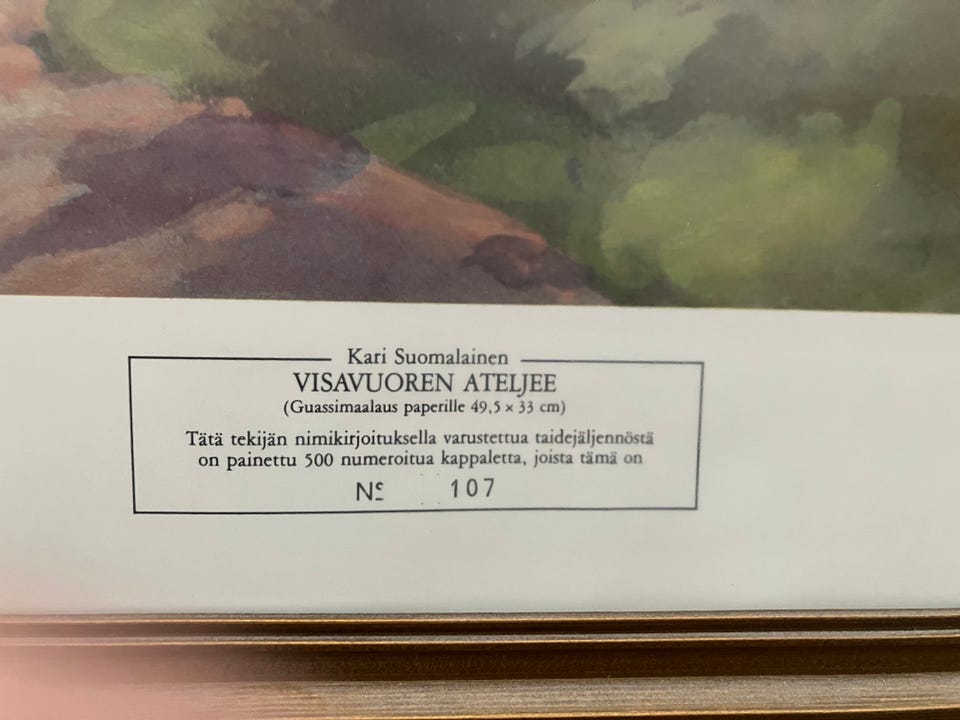 Kari Suomalainen
VISAVUOREN ATELJEE
(Guassimaalaus paperille 49,5 × 33 cm)
Tätä tekijän nimikirjoituksella varustettua taidejäljennöstä
on painettu 500 numeroitua kappaletta, joista tämä on
Nº 107